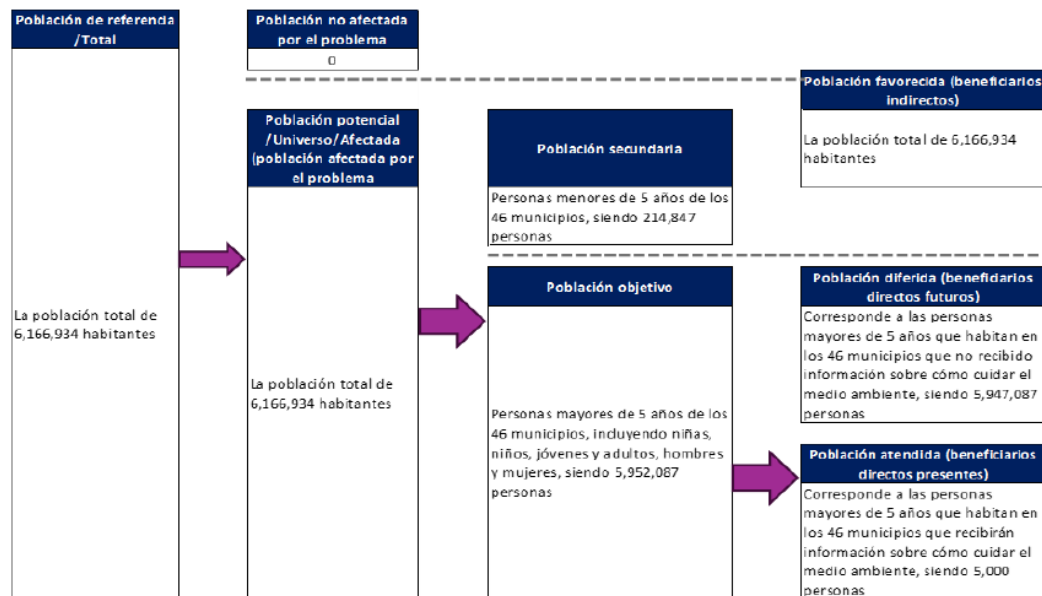 Población de referencia
/Total
La población total de
6,166,934 habitantes
Población no afectada
por el problema
0
Población potencial
/Universo/Afectada
(población afectada por
el problema
La población total de
6,166,934 habitantes
Población secundaria
Personas menores de 5 años de los
46 municipios, siendo 214,847
personas
Población objetivo
Personas mayores de 5 años de los
46 municipios, incluyendo niñas,
niños, jóvenes y adultos, hombres
y mujeres, siendo 5,952,087
personas
Población favorecida (beneficiarios
indirectos)
La población total de 6,166,934
habitantes
Población diferida (beneficiarios
directos futuros)
Corresponde a las personas
mayores de 5 años que habitan en
los 46 municipios que no recibido
información sobre cómo cuidar el
medio ambiente, siendo 5,947,087
personas
Población atendida (beneficiarios
directos presentes)
Corresponde a las personas
mayores de 5 años que habitan en
los 46 municipios que recibirán
información sobre cómo cuidar el
medio ambiente, siendo 5,000
personas